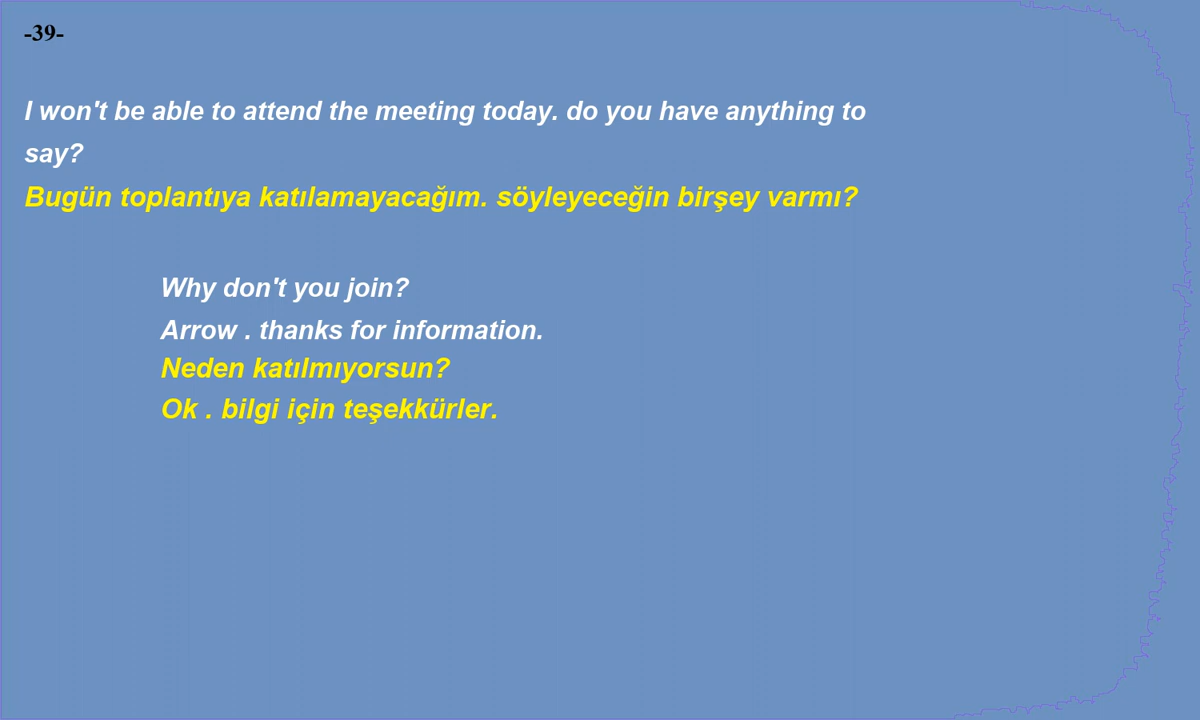 -39-
I won't be able to attend the meeting today. do you have anything to
say?
Bugün toplantıya katılamayacağım. söyleyeceğin birşey varmı?
Why don't you join?
Arrow . thanks for information.
Neden katılmıyorsun?
Ok . bilgi için teşekkürler.